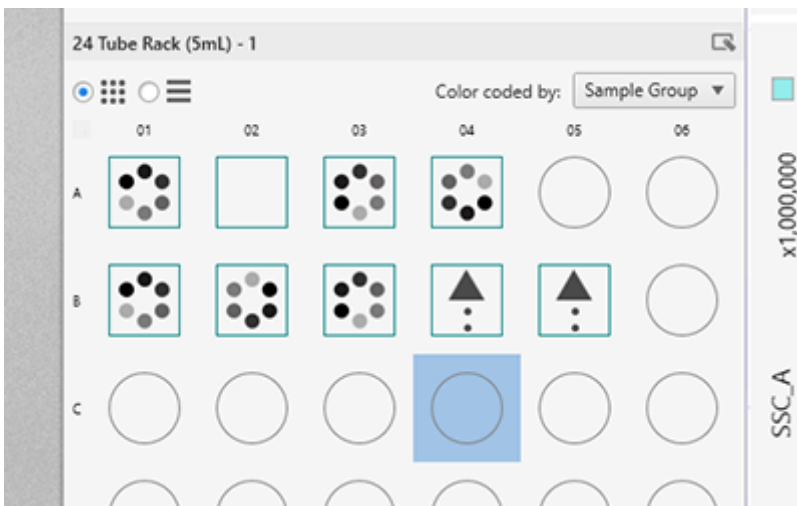 24 Tube Rack (5mL) - 1
Color coded by: Sample Group
01 02 03 04 05 06
A
B
C
x1,000,000
SSC_A